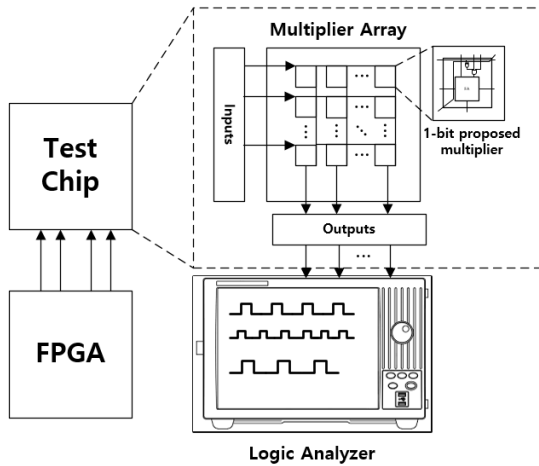 Multiplier Array
Inputs
1-bit proposed
multiplier
Test
Chip
Outputs
FPGA
Logic Analyzer